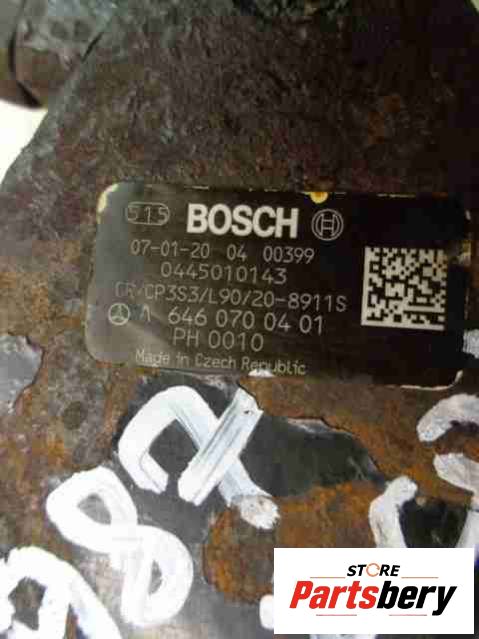 515 BOSCH
07-01-20 04 00399
0445010143
CR/CP3S3/L90/20-8911S
A 646 070 04 01
PH 0010
Made in Czech Republic
STORE
Partsbery